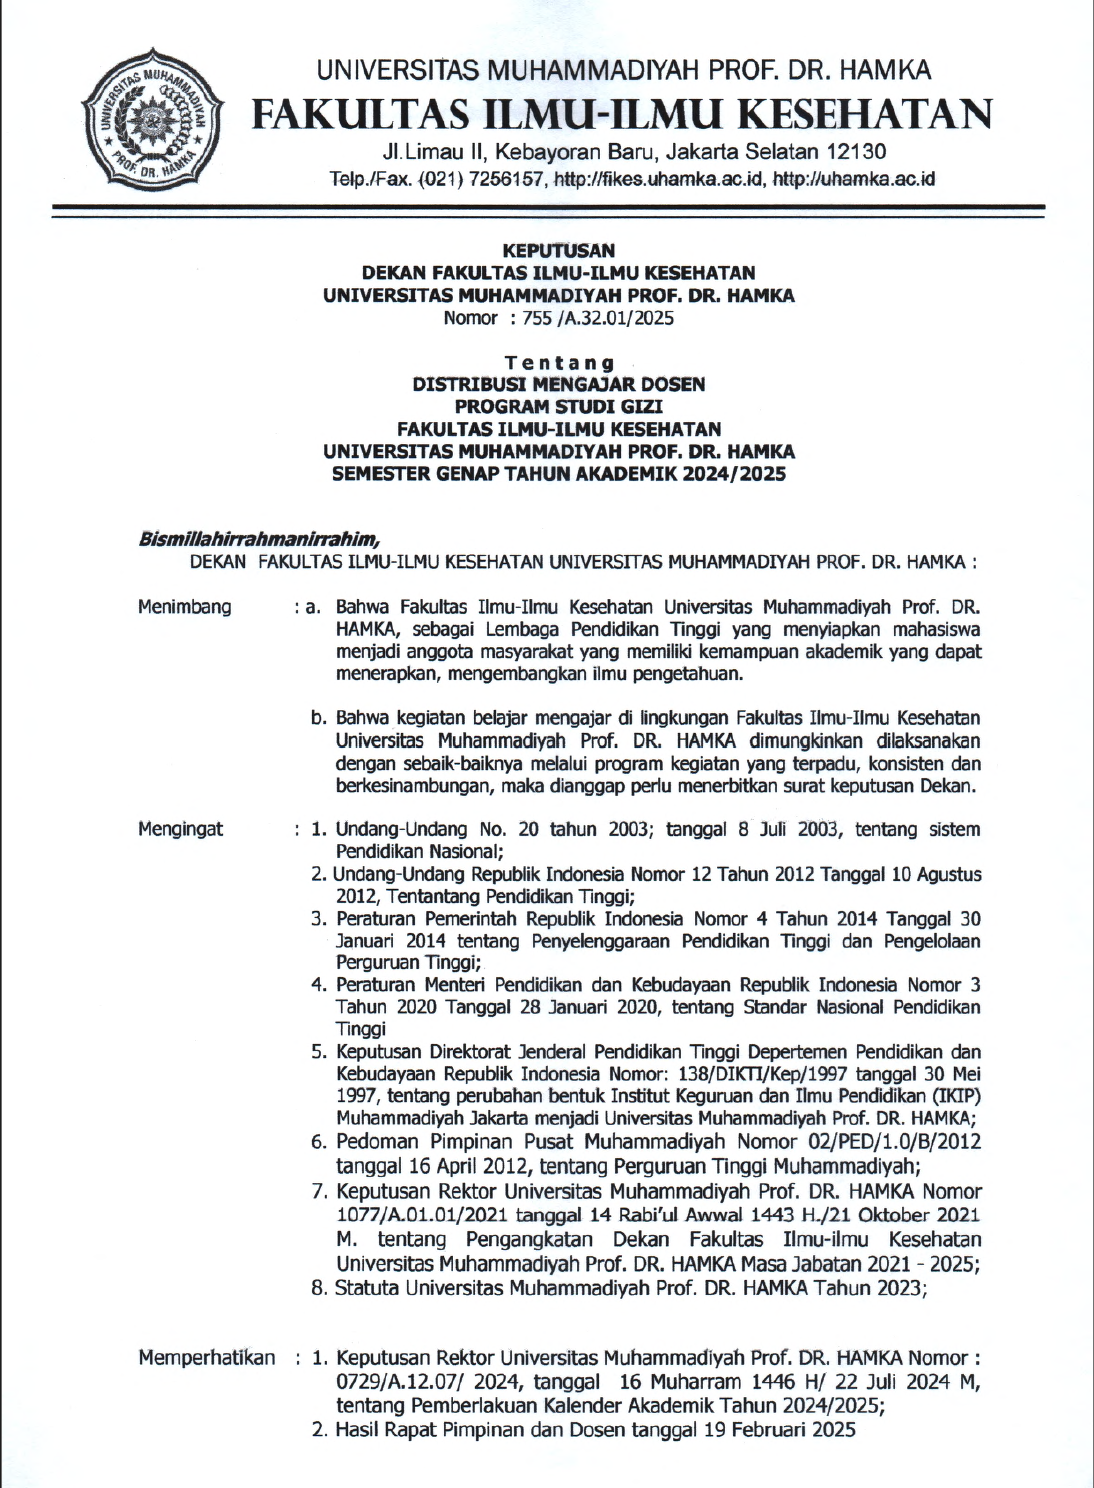 UNIVERSITAS MUHAMMADIYAH
PROF. DR. HAMKA
UNIVERSITAS MUHAMMADIYAH PROF. DR. HAMKA
FAKULTAS ILMU-ILMU KESEHATAN
Jl.Limau II, Kebayoran Baru, Jakarta Selatan 12130
Telp./Fax. (021) 7256157, http://fikes.uhamka.ac.id, http://uhamka.ac.id
KEPUTUSAN
DEKAN FAKULTAS ILMU-ILMU KESEHATAN
UNIVERSITAS MUHAMMADIYAH PROF. DR. HAMKA
Nomor : 755 /A.32.01/2025
Tentang
DISTRIBUSI MENGAJAR DOSEN
PROGRAM STUDI GIZI
FAKULTAS ILMU-ILMU KESEHATAN
UNIVERSITAS MUHAMMADIYAH PROF. DR. HAMKA
SEMESTER GENAP TAHUN AKADEMIK 2024/2025
Bismillahirrahmanirrahim,
DEKAN FAKULTAS ILMU-ILMU KESEHATAN UNIVERSITAS MUHAMMADIYAH PROF. DR. HAMKA :
Menimbang : a. Bahwa Fakultas Ilmu-Ilmu Kesehatan Universitas Muhammadiyah Prof. DR.
HAMKA, sebagai Lembaga Pendidikan Tinggi yang menyiapkan mahasiswa
menjadi anggota masyarakat yang memiliki kemampuan akademik yang dapat
menerapkan, mengembangkan ilmu pengetahuan.
b. Bahwa kegiatan belajar mengajar di lingkungan Fakultas Ilmu-Ilmu Kesehatan
Universitas Muhammadiyah Prof. DR. HAMKA dimungkinkan dilaksanakan
dengan sebaik-baiknya melalui program kegiatan yang terpadu, konsisten dan
berkesinambungan, maka dianggap perlu menerbitkan surat keputusan Dekan.
Mengingat : 1. Undang-Undang No. 20 tahun 2003; tanggal 8 Juli 2003, tentang sistem
Pendidikan Nasional;
2. Undang-Undang Republik Indonesia Nomor 12 Tahun 2012 Tanggal 10 Agustus
2012, Tentantang Pendidikan Tinggi;
3. Peraturan Pemerintah Republik Indonesia Nomor 4 Tahun 2014 Tanggal 30
Januari 2014 tentang Penyelenggaraan Pendidikan Tinggi dan Pengelolaan
Perguruan Tinggi;
4. Peraturan Menteri Pendidikan dan Kebudayaan Republik Indonesia Nomor 3
Tahun 2020 Tanggal 28 Januari 2020, tentang Standar Nasional Pendidikan
Tinggi
5. Keputusan Direktorat Jenderal Pendidikan Tinggi Depertemen Pendidikan dan
Kebudayaan Republik Indonesia Nomor: 138/DIKTI/Kep/1997 tanggal 30 Mei
1997, tentang perubahan bentuk Institut Keguruan dan Ilmu Pendidikan (IKIP)
Muhammadiyah Jakarta menjadi Universitas Muhammadiyah Prof. DR. HAMKA;
6. Pedoman Pimpinan Pusat Muhammadiyah Nomor 02/PED/1.0/B/2012
tanggal 16 April 2012, tentang Perguruan Tinggi Muhammadiyah;
7. Keputusan Rektor Universitas Muhammadiyah Prof. DR. HAMKA Nomor
1077/A.01.01/2021 tanggal 14 Rabi'ul Awwal 1443 H./21 Oktober 2021
M. tentang Pengangkatan Dekan Fakultas Ilmu-ilmu Kesehatan
Universitas Muhammadiyah Prof. DR. HAMKA Masa Jabatan 2021 - 2025;
8. Statuta Universitas Muhammadiyah Prof. DR. HAMKA Tahun 2023;
Memperhatikan : 1. Keputusan Rektor Universitas Muhammadiyah Prof. DR. HAMKA Nomor :
0729/A.12.07/ 2024, tanggal 16 Muharram 1446 H/ 22 Juli 2024 M,
tentang Pemberlakuan Kalender Akademik Tahun 2024/2025;
2. Hasil Rapat Pimpinan dan Dosen tanggal 19 Februari 2025